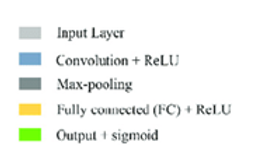 Input Layer
Convolution + ReLU
Max-pooling
Fully connected (FC) + ReLU
Output + sigmoid